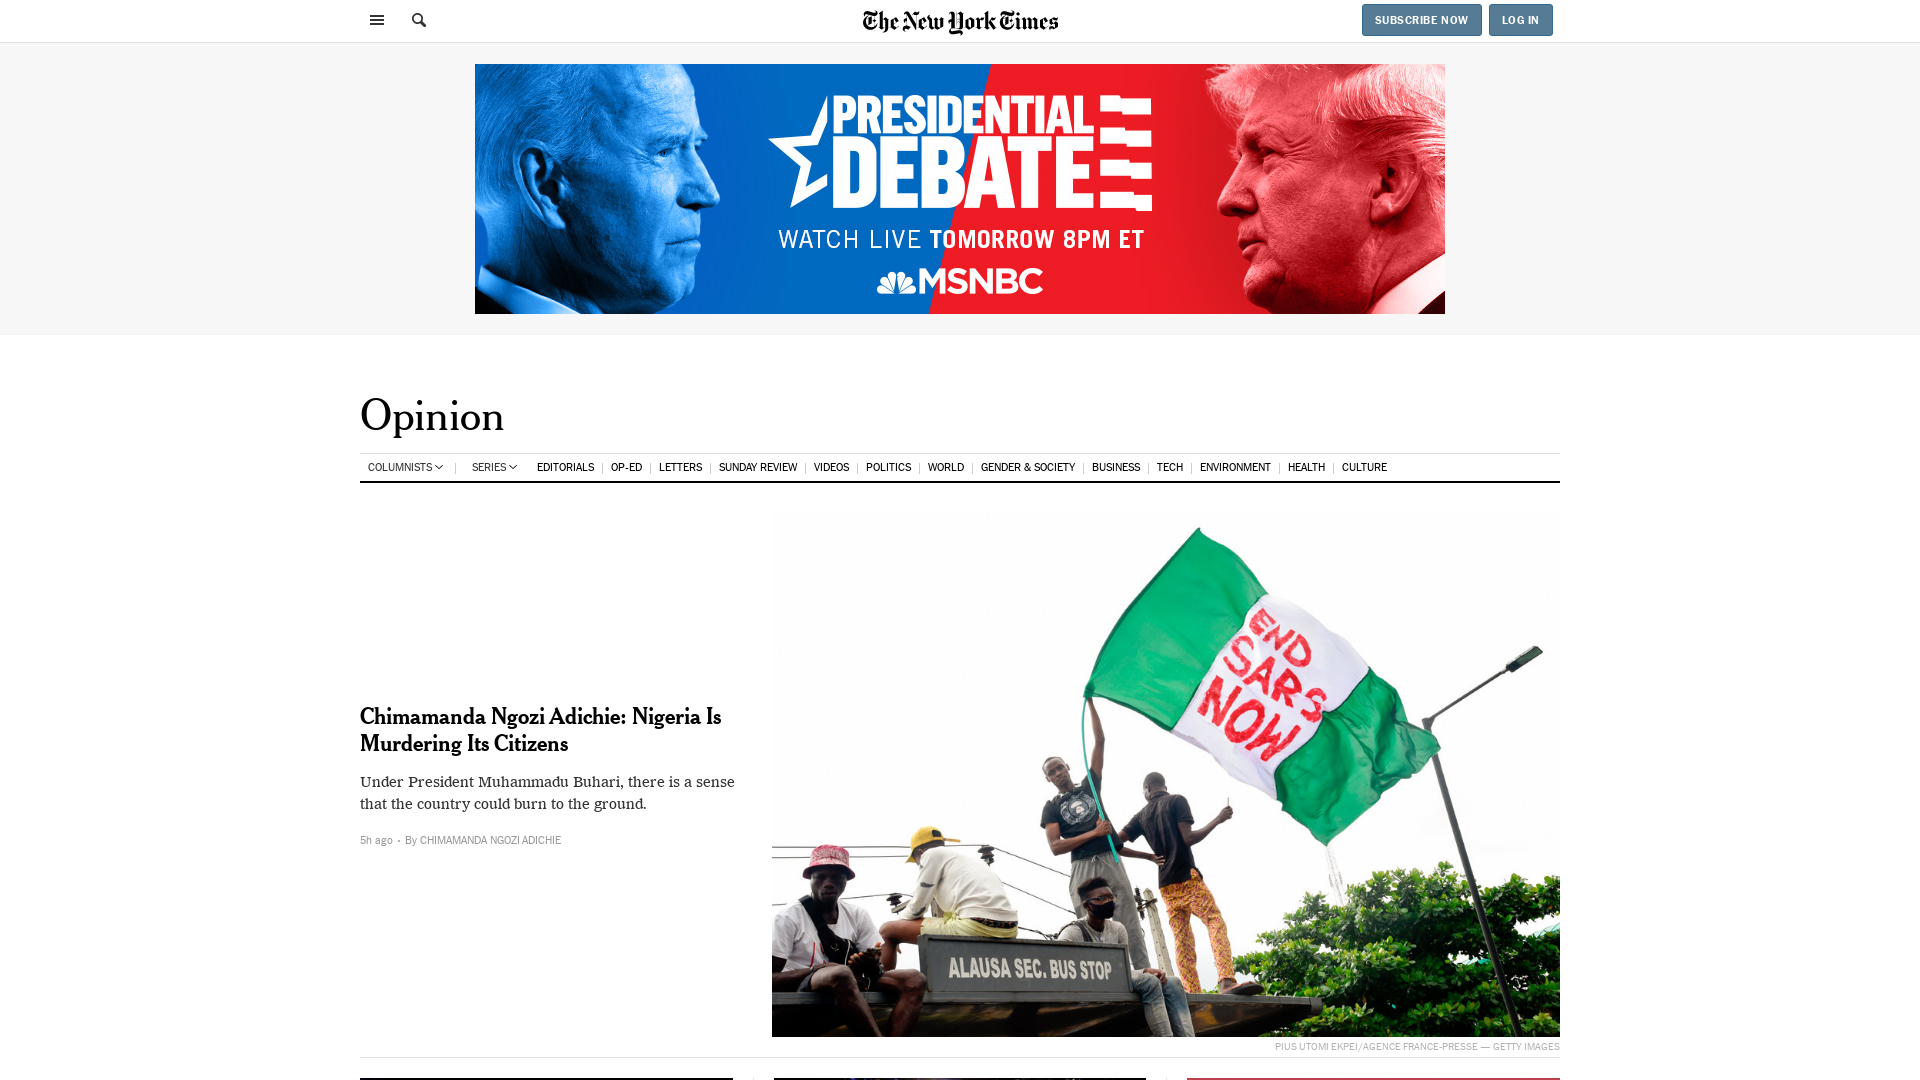 The New York Times
SUBSCRIBE NOW
LOG IN
PRESIDENTIAL
DEBATE
WATCH LIVE TOMORROW 8PM ET
MSNBC
Opinion
COLUMNISTS SERIES EDITORIALS OP-ED LETTERS SUNDAY REVIEW VIDEOS POLITICS WORLD GENDER & SOCIETY BUSINESS TECH ENVIRONMENT HEALTH CULTURE
END
SARS
NOW
Chimamanda Ngozi Adichie: Nigeria Is
Murdering Its Citizens
Under President Muhammadu Buhari, there is a sense
that the country could burn to the ground.
5h ago • By CHIMAMANDA NGOZI ADICHIE
ALAUSA SEC. BUS STOP
PIUS UTOMI EKPEI/AGENCE FRANCE-PRESSE — GETTY IMAGES